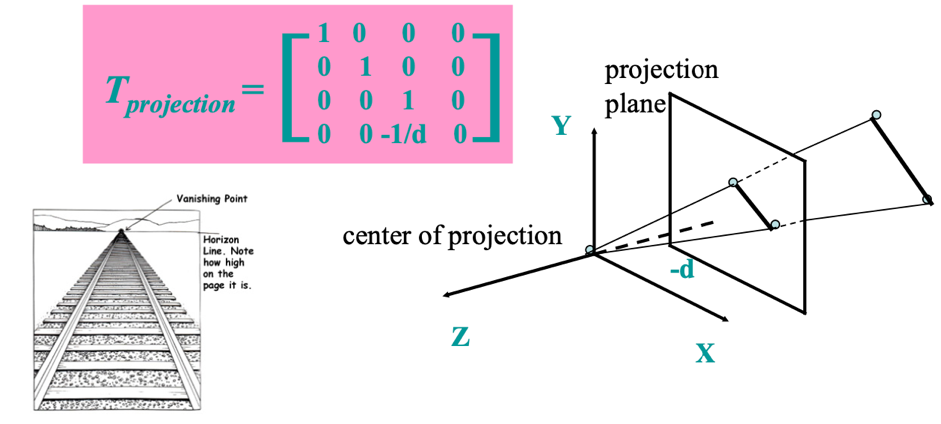 T projection =
1 0 0 0
0 1 0 0
0 0 1 0
0 0 -1/d 0
projection
plane
Y
center of projection
-d
Z
X
Vanishing Point
Horizon
Line. Note
how high
on the
page it is.